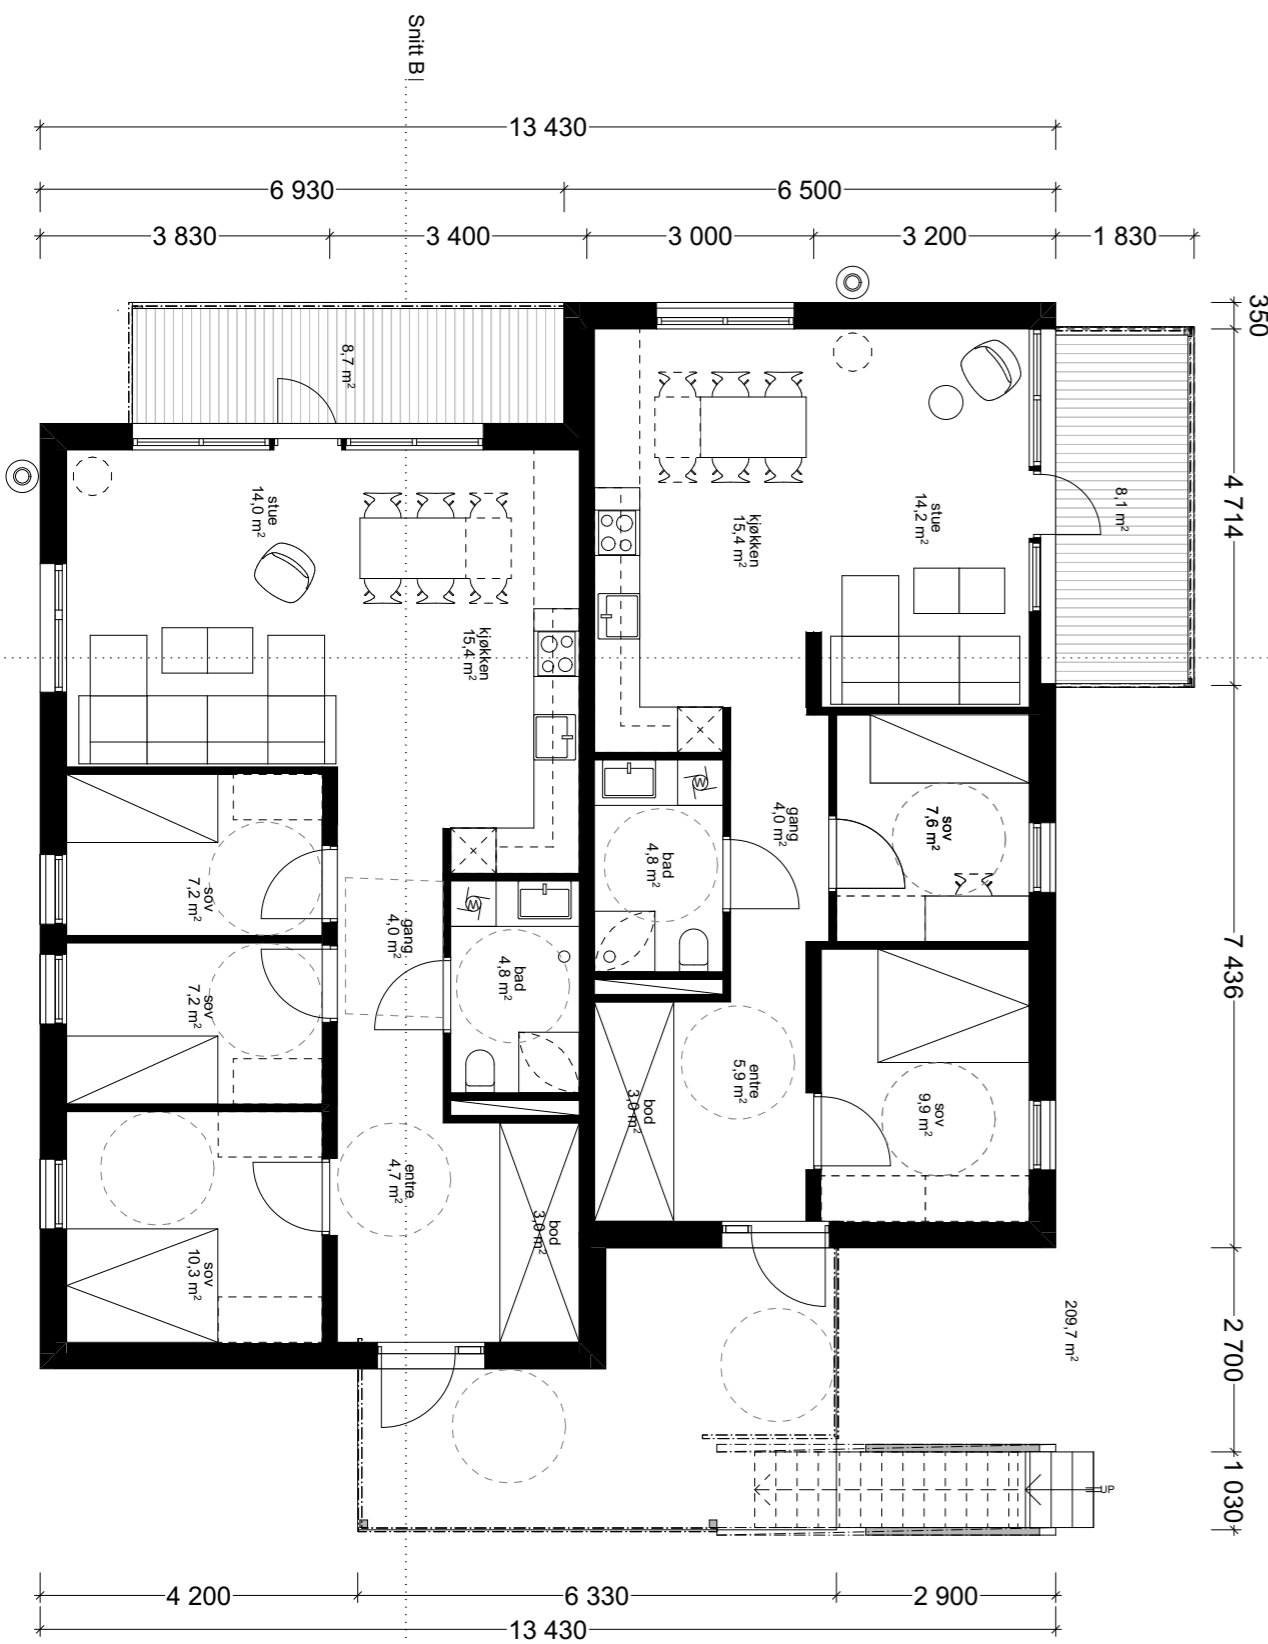 Snitt B
13 430
6 930
6 500
3 830
3 400
3 000
3 200
1 830
350
4 714
7 436
2 700
1 030
8,7 m²
8,1 m²
stue
14,0 m²
kjøkken
15,4 m²
kjøkken
15,4 m²
stue
14,2 m²
sov
7,2 m²
sov
7,2 m²
sov
10,3 m²
gang
4,0 m²
bad
4,8 m²
W
entre
4,7 m²
bod
3,0 m²
bad
4,8 m²
W
gang
4,0 m²
sov
7,6 m²
entre
5,9 m²
bod
3,0 m²
sov
9,9 m²
209,7 m²
UP
4 200
6 330
2 900
13 430